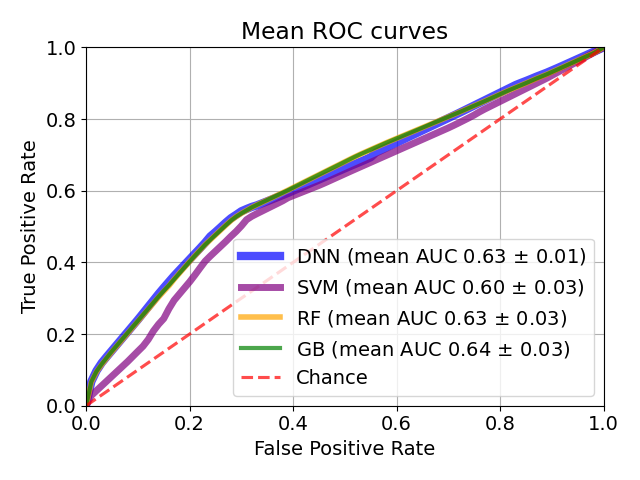 Mean ROC curves
1.0
0.8
0.6
0.4
0.2
0.0
True Positive Rate
DNN (mean AUC 0.63 ± 0.01)
SVM (mean AUC 0.60 ± 0.03)
RF (mean AUC 0.63 ± 0.03)
GB (mean AUC 0.64 ± 0.03)
Chance
0.0 0.2 0.4 0.6 0.8 1.0
False Positive Rate